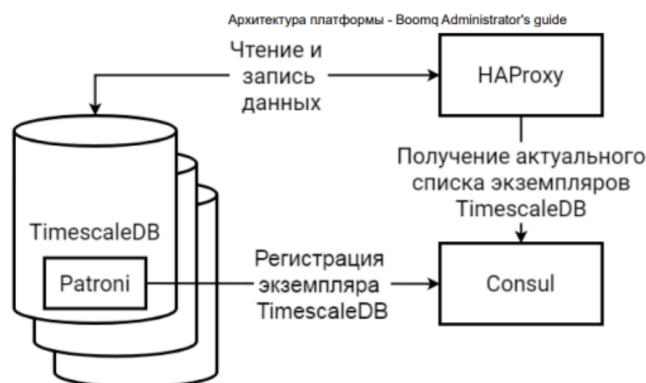 Архитектура платформы - Boomq Administrator's guide
Чтение и
запись
данных
HAProxy
Получение актуального
списка экземпляров
TimescaleDB
TimescaleDB
Patroni
Регистрация
экземпляра
TimescaleDB
Consul